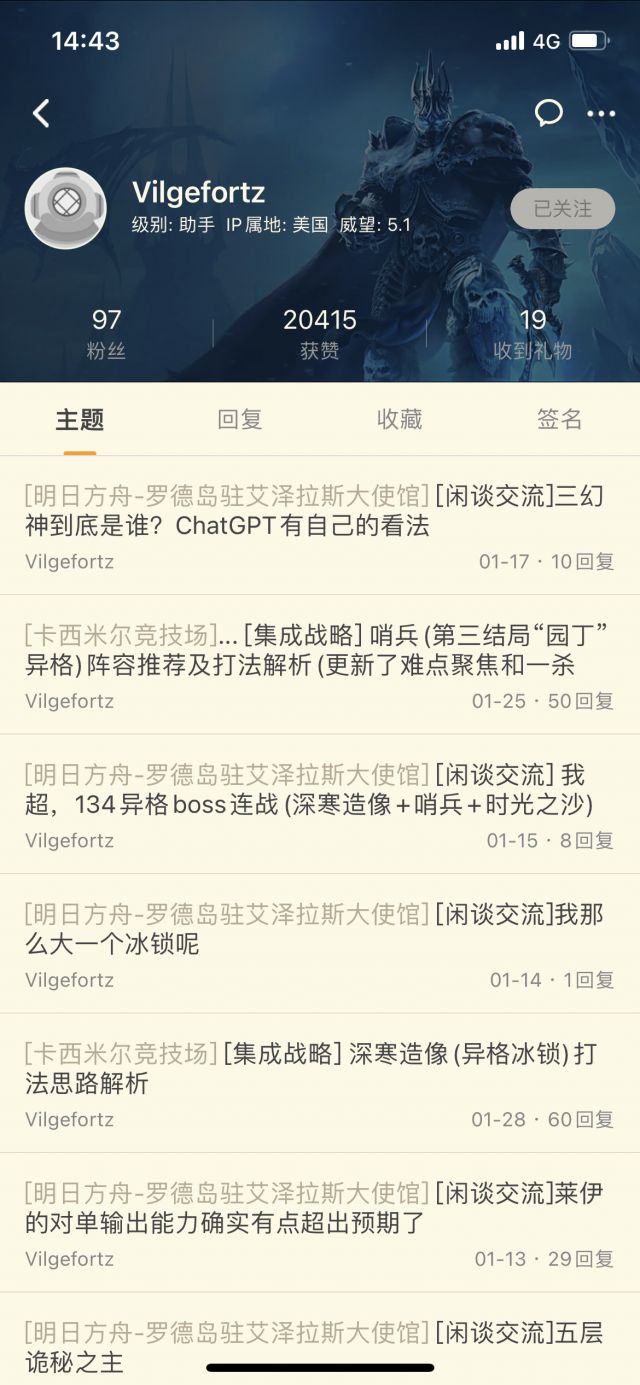 14:43
4G
Vilgefortz
级别: 助手 IP属地: 美国 威望: 5.1
已关注
97
20415
19
粉丝
获赞
收到礼物
主题
回复
收藏
签名
[明日方舟-罗德岛驻艾泽拉斯大使馆][闲谈交流]三幻
神到底是谁？ChatGPT有自己的看法
Vilgefortz
01-17 · 10回复
[卡西米尔竞技场]... [集成战略] 哨兵(第三结局“园丁”
异格)阵容推荐及打法解析(更新了难点聚焦和一杀
Vilgefortz
01-25 · 50回复
[明日方舟-罗德岛驻艾泽拉斯大使馆][闲谈交流] 我
超，134异格boss连战(深寒造像+哨兵+时光之沙)
Vilgefortz
01-15 · 8回复
[明日方舟-罗德岛驻艾泽拉斯大使馆][闲谈交流]我那
么大一个冰锁呢
Vilgefortz
01-14 · 1回复
[卡西米尔竞技场][集成战略] 深寒造像(异格冰锁)打
法思路解析
Vilgefortz
01-28 · 60回复
[明日方舟-罗德岛驻艾泽拉斯大使馆][闲谈交流]莱伊
的对单输出能力确实有点超出预期了
Vilgefortz
01-13 · 29回复
[明日方舟-罗德岛驻艾泽拉斯大使馆][闲谈交流]五层
诡秘之主